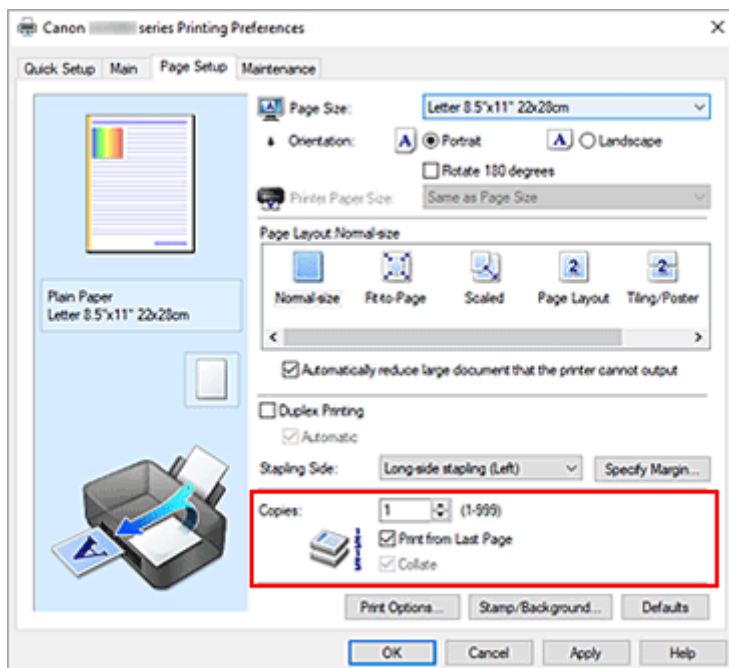 Canon series Printing Preferences
Quick Setup Main Page Setup Maintenance
Page Size: Letter 8.5"x11" 22x28cm
Orientation: A Portrait A Landscape
Rotate 180 degrees
Printer Paper Size: Same as Page Size
Page Layout:Normal-size
Normal-size Fit-to-Page Scaled Page Layout Tiling/Poster
Plain Paper
Letter 8.5"x11" 22x28cm
Automatically reduce large document that the printer cannot output
Duplex Printing
Automatic
Stapling Side: Long-side stapling (Left) Specify Margin...
Copies: 1 (1-999)
Print from Last Page
Collate
Print Options... Stamp/Background... Defaults
OK Cancel Apply Help